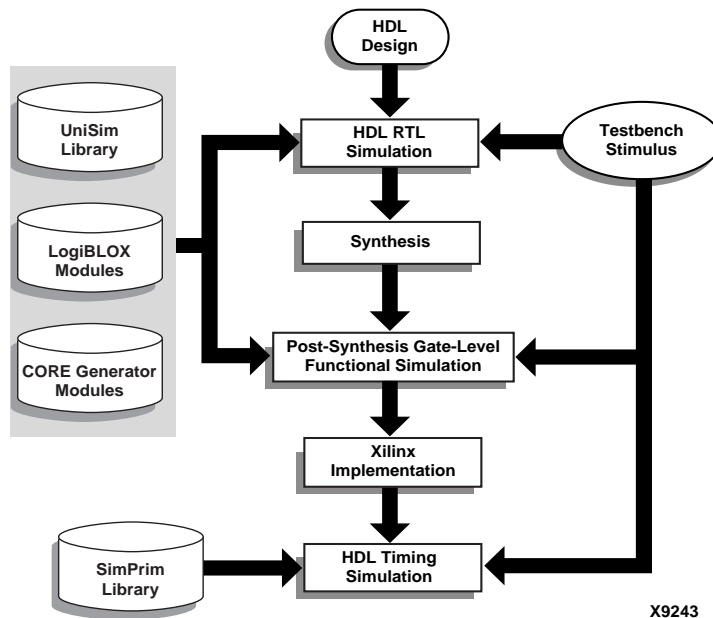 HDL
Design
UniSim
Library
HDL RTL
Simulation
Testbench
Stimulus
LogiBLOX
Modules
Synthesis
CORE Generator
Modules
Post-Synthesis Gate-Level
Functional Simulation
Xilinx
Implementation
SimPrim
Library
HDL Timing
Simulation
X9243